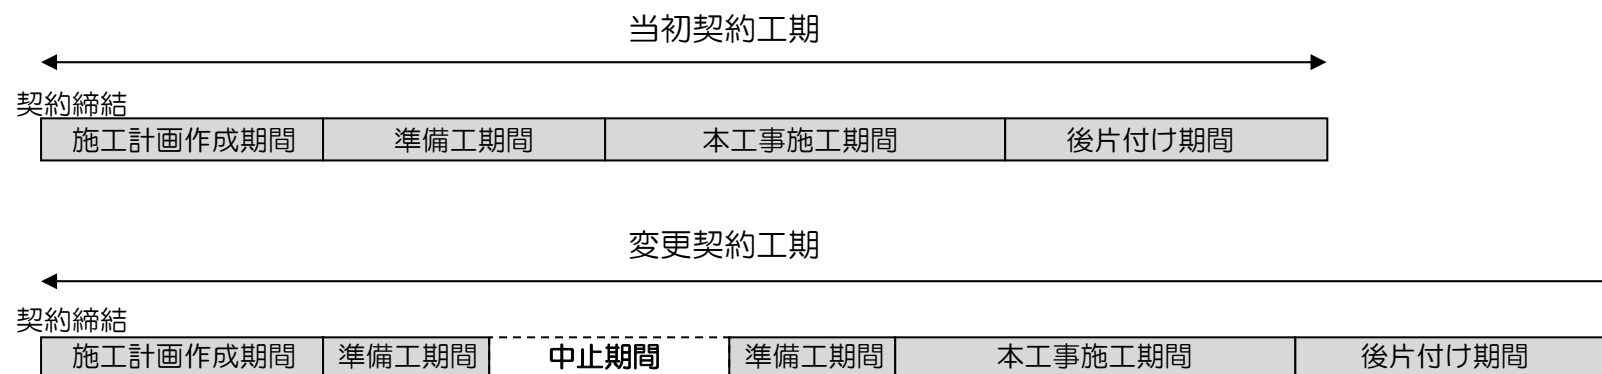 当初契約工期
契約締結
施工計画作成期間 準備工期間 本工事施工期間 後片付け期間
変更契約工期
契約締結
施工計画作成期間 準備工期間 中止期間 準備工期間 本工事施工期間 後片付け期間